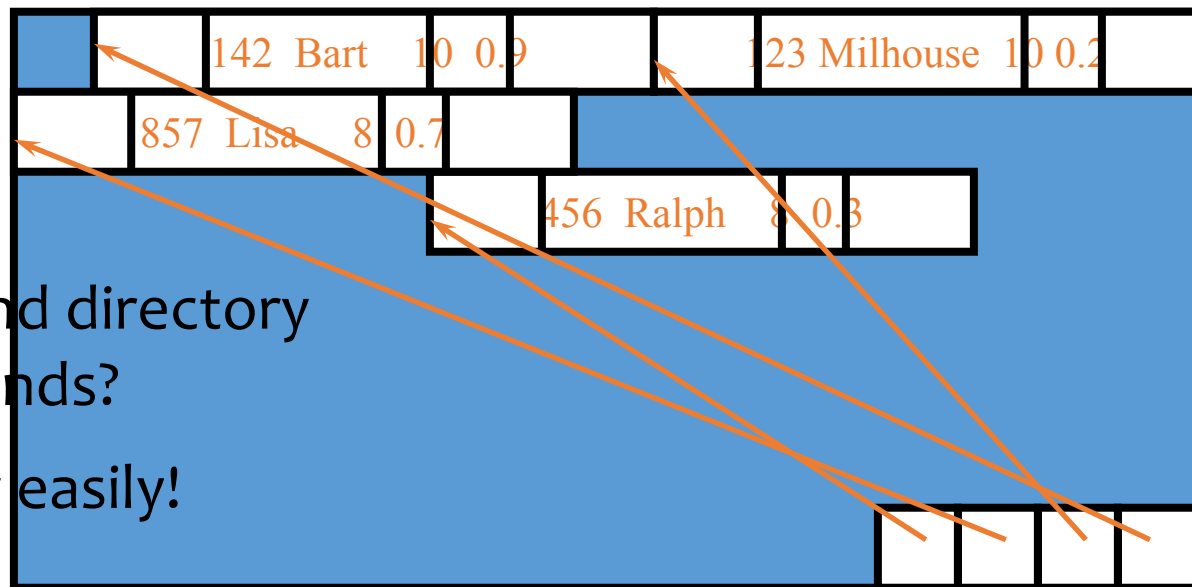 142 Bart 10 0.9 123 Milhouse 10 0.2
857 Lisa 8 0.7
456 Ralph 8 0.3
nd directory
nds?
easily!